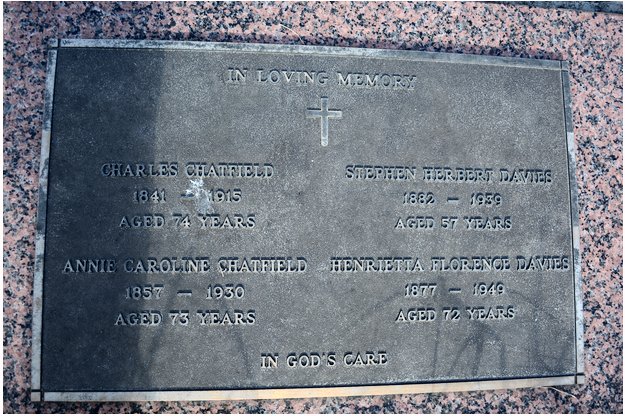 IN LOVING MEMORY
CHARLES CHATFIELD
1841 — 1915
AGED 74 YEARS
STEPHEN HERBERT DAVIES
1882 — 1939
AGED 57 YEARS
ANNIE CAROLINE CHATFIELD
1857 — 1930
AGED 73 YEARS
HENRIETTA FLORENCE DAVIES
1877 — 1949
AGED 72 YEARS
IN GOD'S CARE